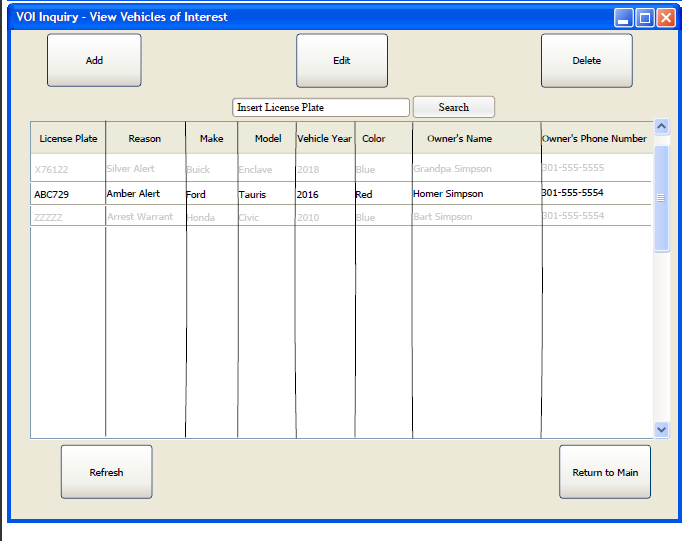 VOI Inquiry - View Vehicles of Interest
Add Edit Delete
Insert License Plate Search
License Plate Reason Make Model Vehicle Year Color Owner's Name Owner's Phone Number
X76122 Silver Alert Buick Enclave 2018 Blue Grandpa Simpson 301-555-5555
ABC729 Amber Alert Ford Tauris 2016 Red Homer Simpson 301-555-5554
ZZZZZ Arrest Warrant Honda Civic 2010 Blue Bart Simpson 301-555-5554
Refresh Return to Main